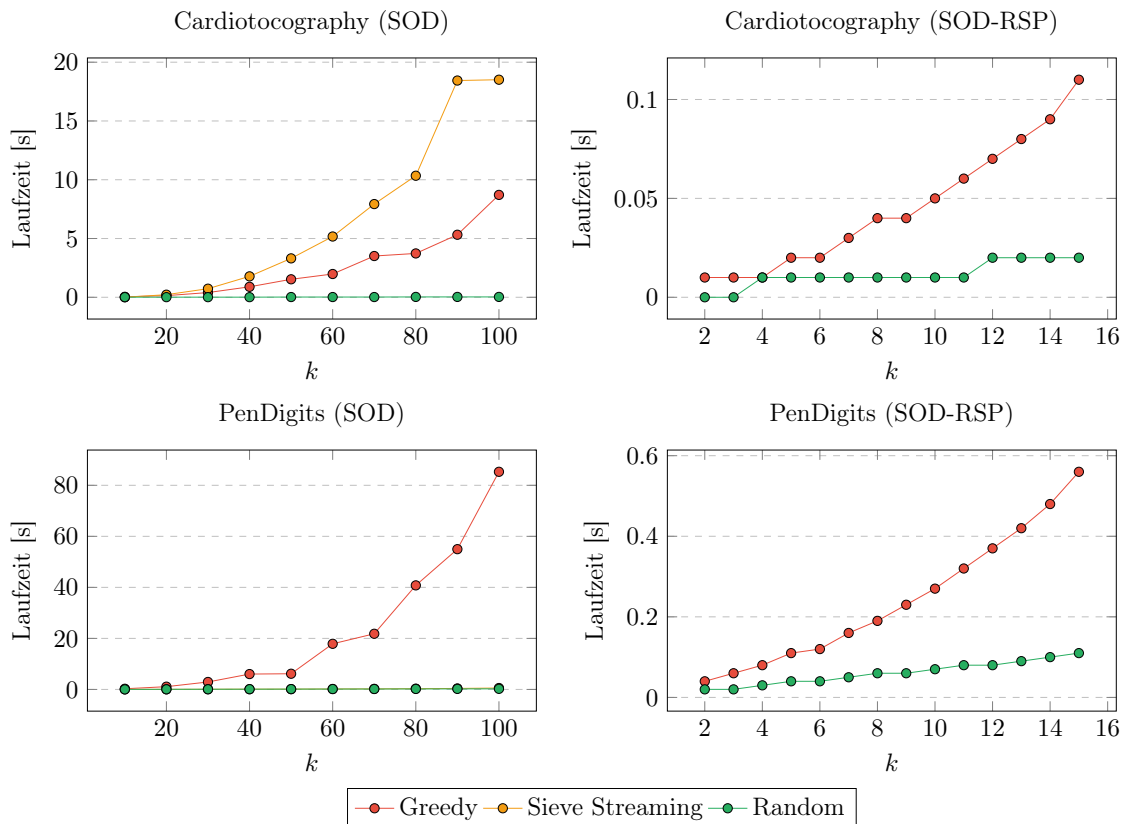 Cardiotocography (SOD)
20
15
10
5
0
Laufzeit [s]
20 40 60 80 100
k
Cardiotocography (SOD-RSP)
0.1
0.05
0
Laufzeit [s]
2 4 6 8 10 12 14 16
k
PenDigits (SOD)
80
60
40
20
0
Laufzeit [s]
20 40 60 80 100
k
PenDigits (SOD-RSP)
0.6
0.4
0.2
0
Laufzeit [s]
2 4 6 8 10 12 14 16
k
Greedy Sieve Streaming Random